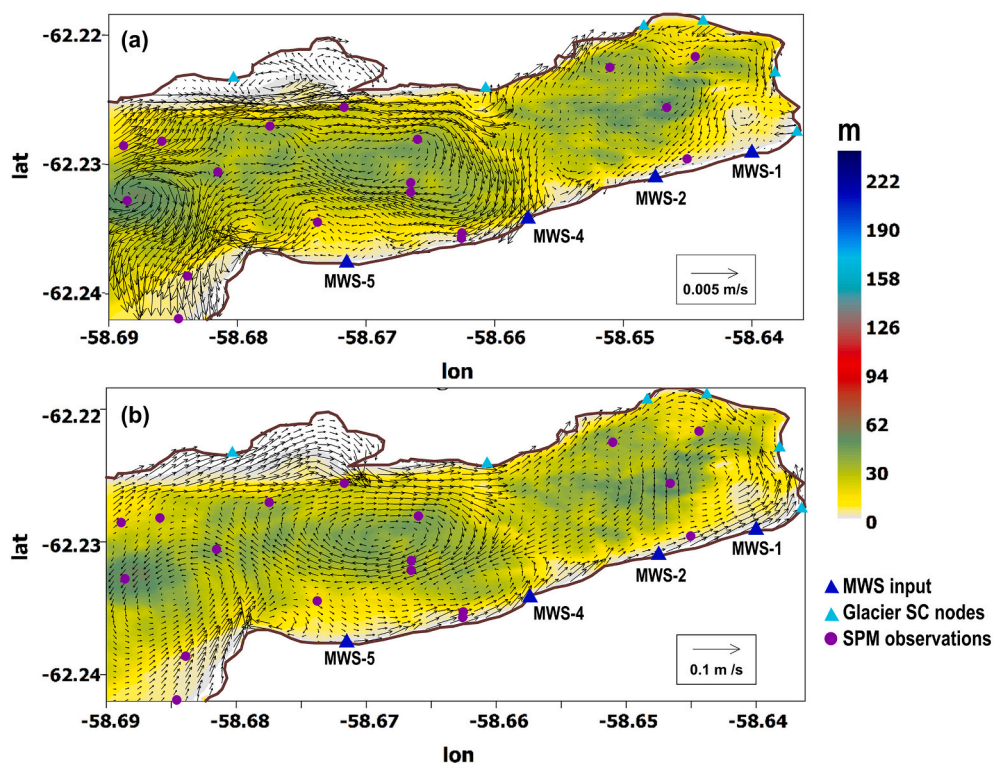 (a)
-62.22
-62.23
-62.24
lat
MWS-1
MWS-2
MWS-4
MWS-5
0.005 m/s
-58.69 -58.68 -58.67 -58.66 -58.65 -58.64
lon
m
222
190
158
126
94
62
30
0
(b)
-62.22
-62.23
-62.24
lat
MWS-1
MWS-2
MWS-4
MWS-5
0.1 m /s
-58.69 -58.68 -58.67 -58.66 -58.65 -58.64
lon
MWS input
Glacier SC nodes
SPM observations